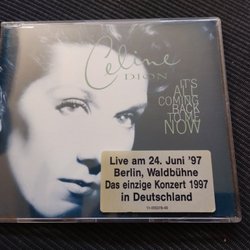 Celine
DION
IT'S
ALL
COMING
BACK
TO ME
NOW
Live am 24. Juni '97
Berlin, Waldbühne
Das einzige Konzert 1997
in Deutschland